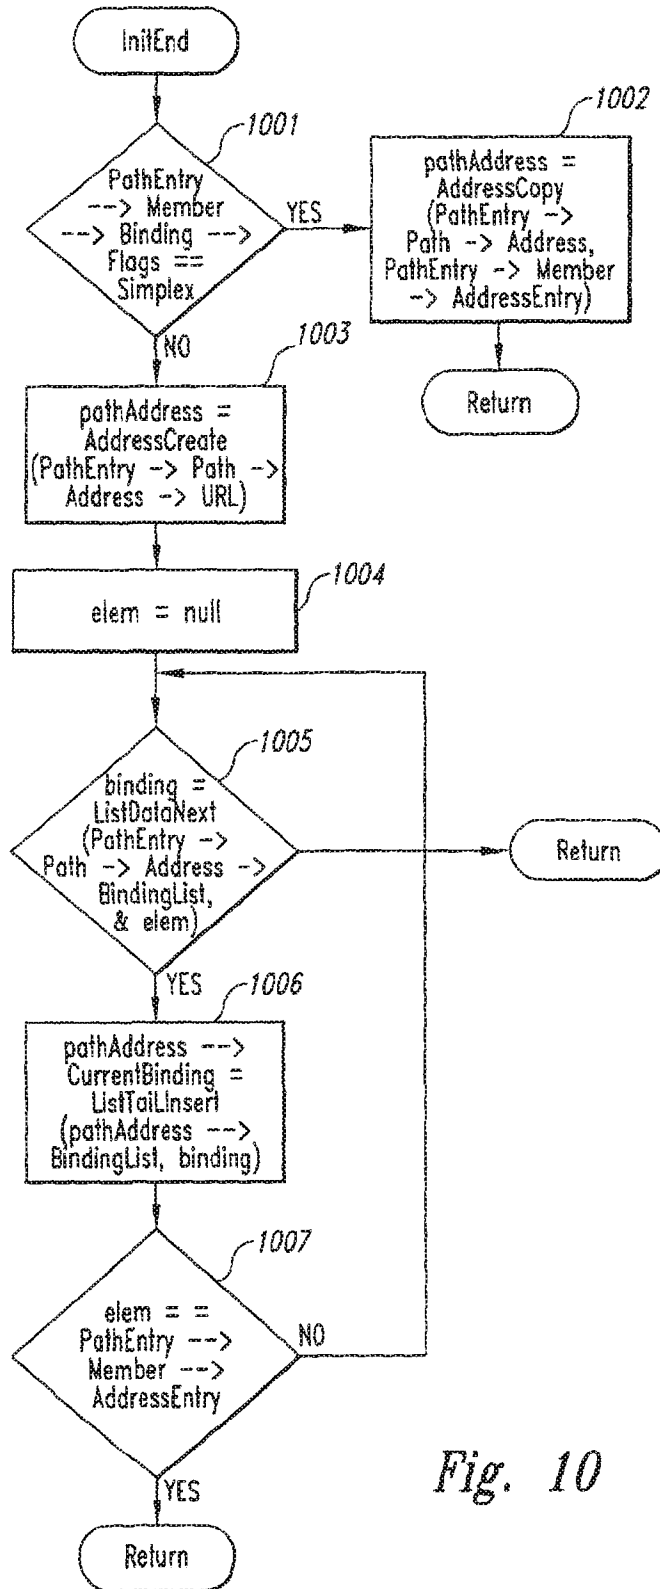 InitEnd
1001
PathEntry
--> Member
--> Binding -->
Flags ==
Simplex
YES
1002
pathAddress =
AddressCopy
(PathEntry ->
Path -> Address,
PathEntry -> Member
-> AddressEntry)
Return
NO
1003
pathAddress =
AddressCreate
(PathEntry -> Path ->
Address -> URL)
1004
elem = null
1005
binding =
ListDataNext
(PathEntry ->
Path -> Address ->
BindingList,
& elem)
Return
YES
1006
pathAddress -->
CurrentBinding =
ListTailInsert
(pathAddress -->
BindingList, binding)
1007
elem = =
PathEntry -->
Member -->
AddressEntry
NO
YES
Return
Fig. 10